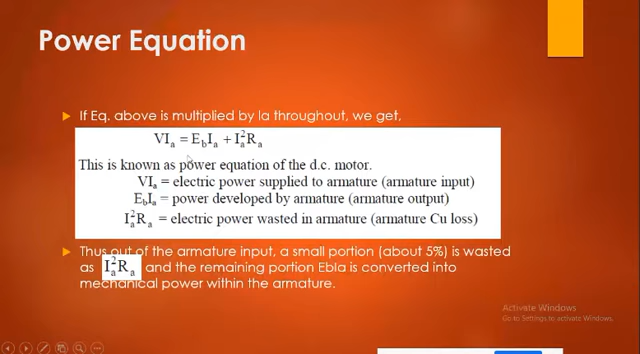 Power Equation
If Eq. above is multiplied by Ia throughout, we get,
VIₐ = E_bIₐ + Iₐ²Rₐ
This is known as power equation of the d.c. motor.
VIₐ = electric power supplied to armature (armature input)
E_bIₐ = power developed by armature (armature output)
Iₐ²Rₐ = electric power wasted in armature (armature Cu loss)
Thus out of the armature input, a small portion (about 5%) is wasted
as Iₐ²Rₐ and the remaining portion EbIa is converted into
mechanical power within the armature.
Activate Windows
Go to Settings to activate Windows.